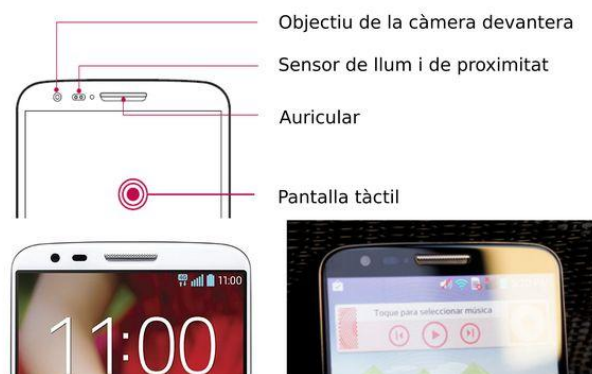 Objectiu de la càmera devantera
Sensor de llum i de proximitat
Auricular
Pantalla tàctil
4G 11:00
11:00
Toque para seleccionar música